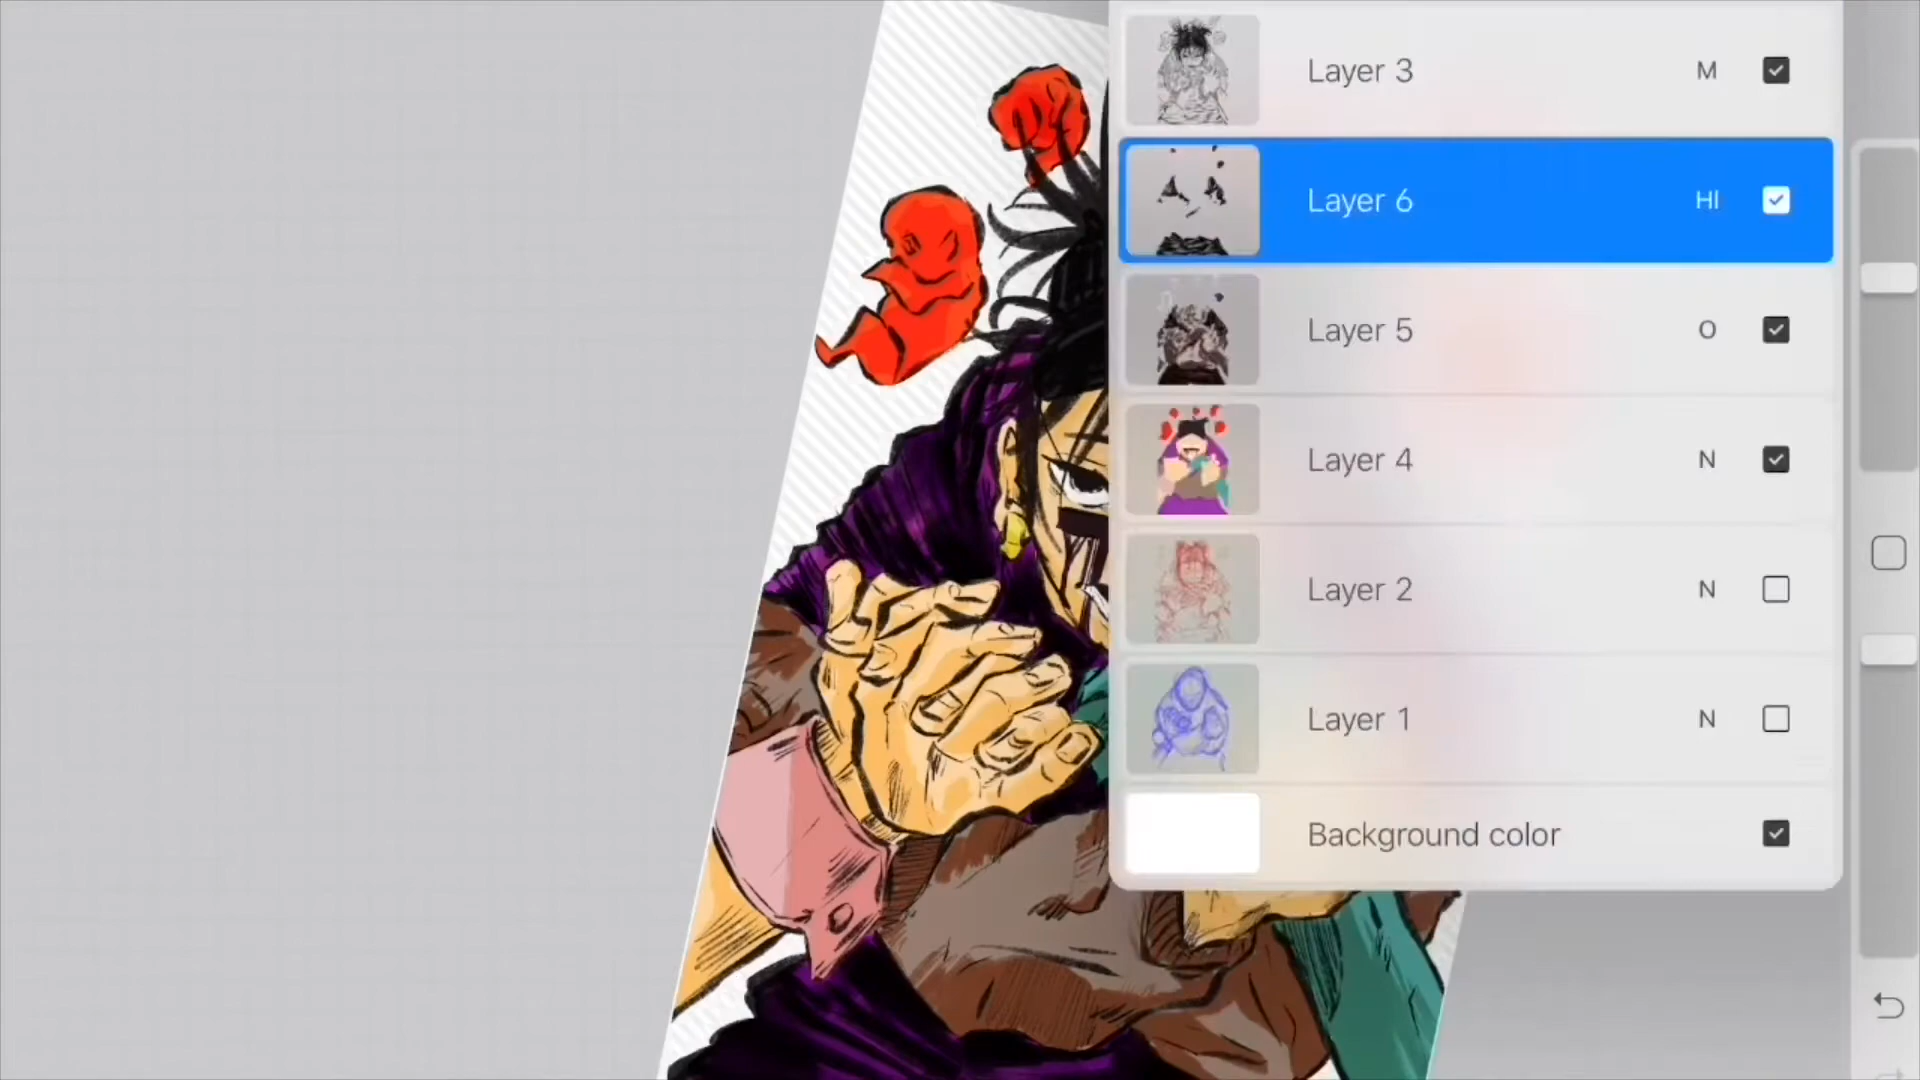 Layer 3 M
Layer 6 HI
Layer 5 O
Layer 4 N
Layer 2 N
Layer 1 N
Background color